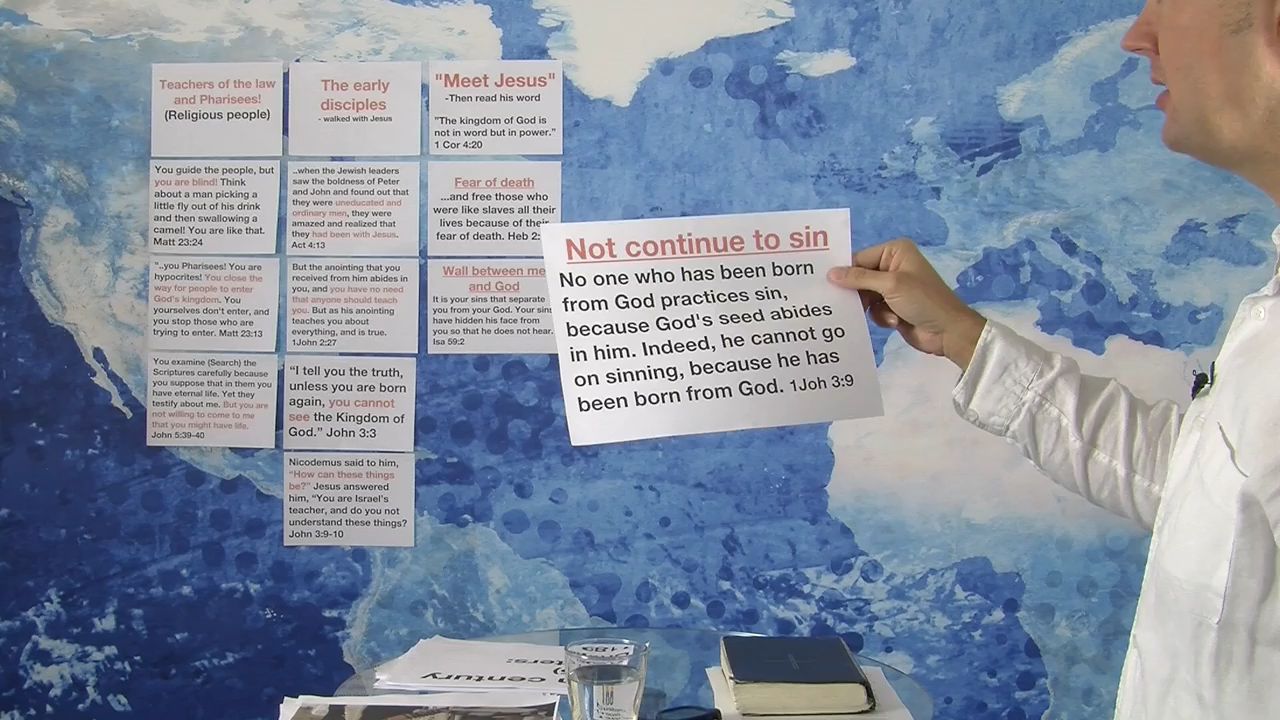 Teachers of the law
and Pharisees!
(Religious people)
You guide the people, but
you are blind! Think
about a man picking a
little fly out of his drink
and then swallowing a
camel! You are like that.
Matt 23:24
"..you Pharisees! You are
hypocrites! You close the
way for people to enter
God's kingdom. You
yourselves don't enter, and
you stop those who are
trying to enter. Matt 23:13
You examine (Search) the
Scriptures carefully because
you suppose that in them you
have eternal life. Yet they
testify about me. But you are
not willing to come to me
that you might have life.
John 5:39-40
The early
disciples
- walked with Jesus
..when the Jewish leaders
saw the boldness of Peter
and John and found out that
they were uneducated and
ordinary men, they were
amazed and realized that
they had been with Jesus.
Act 4:13
But the anointing that you
received from him abides in
you, and you have no need
that anyone should teach
you. But as his anointing
teaches you about
everything, and is true.
1John 2:27
"I tell you the truth,
unless you are born
again, you cannot
see the Kingdom of
God." John 3:3
Nicodemus said to him,
"How can these things
be?" Jesus answered
him, "You are Israel's
teacher, and do you not
understand these things?
John 3:9-10
"Meet Jesus"
-Then read his word
"The kingdom of God is
not in word but in power."
1 Cor 4:20
Fear of death
...and free those who
were like slaves all their
lives because of their
fear of death. Heb 2:
Wall between me
and God
It is your sins that separate
you from your God. Your sins
have hidden his face from
you so that he does not hear.
Isa 59:2
Not continue to sin
No one who has been born
from God practices sin,
because God's seed abides
in him. Indeed, he cannot go
on sinning, because he has
been born from God. 1Joh 3:9
century